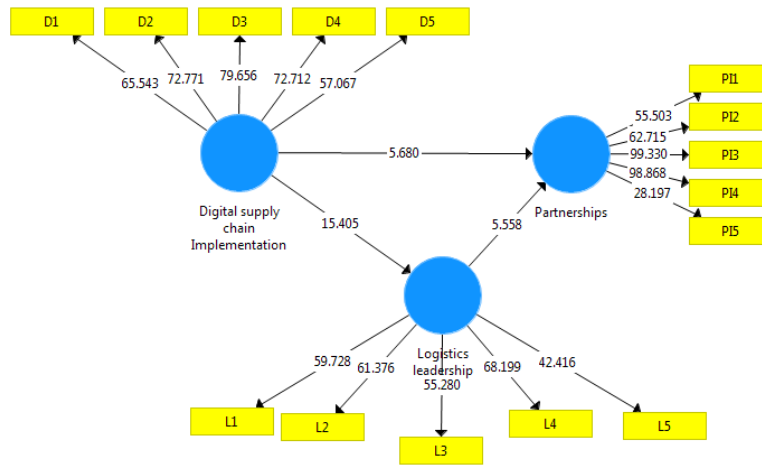 D1
D2
D3
D4
D5
65.543
72.771
79.656
72.712
57.067
PI1
PI2
PI3
PI4
PI5
55.503
62.715
99.330
98.868
28.197
5.680
Digital supply
chain
Implementation
Partnerships
15.405
5.558
Logistics
leadership
59.728
61.376
55.280
68.199
42.416
L1
L2
L3
L4
L5